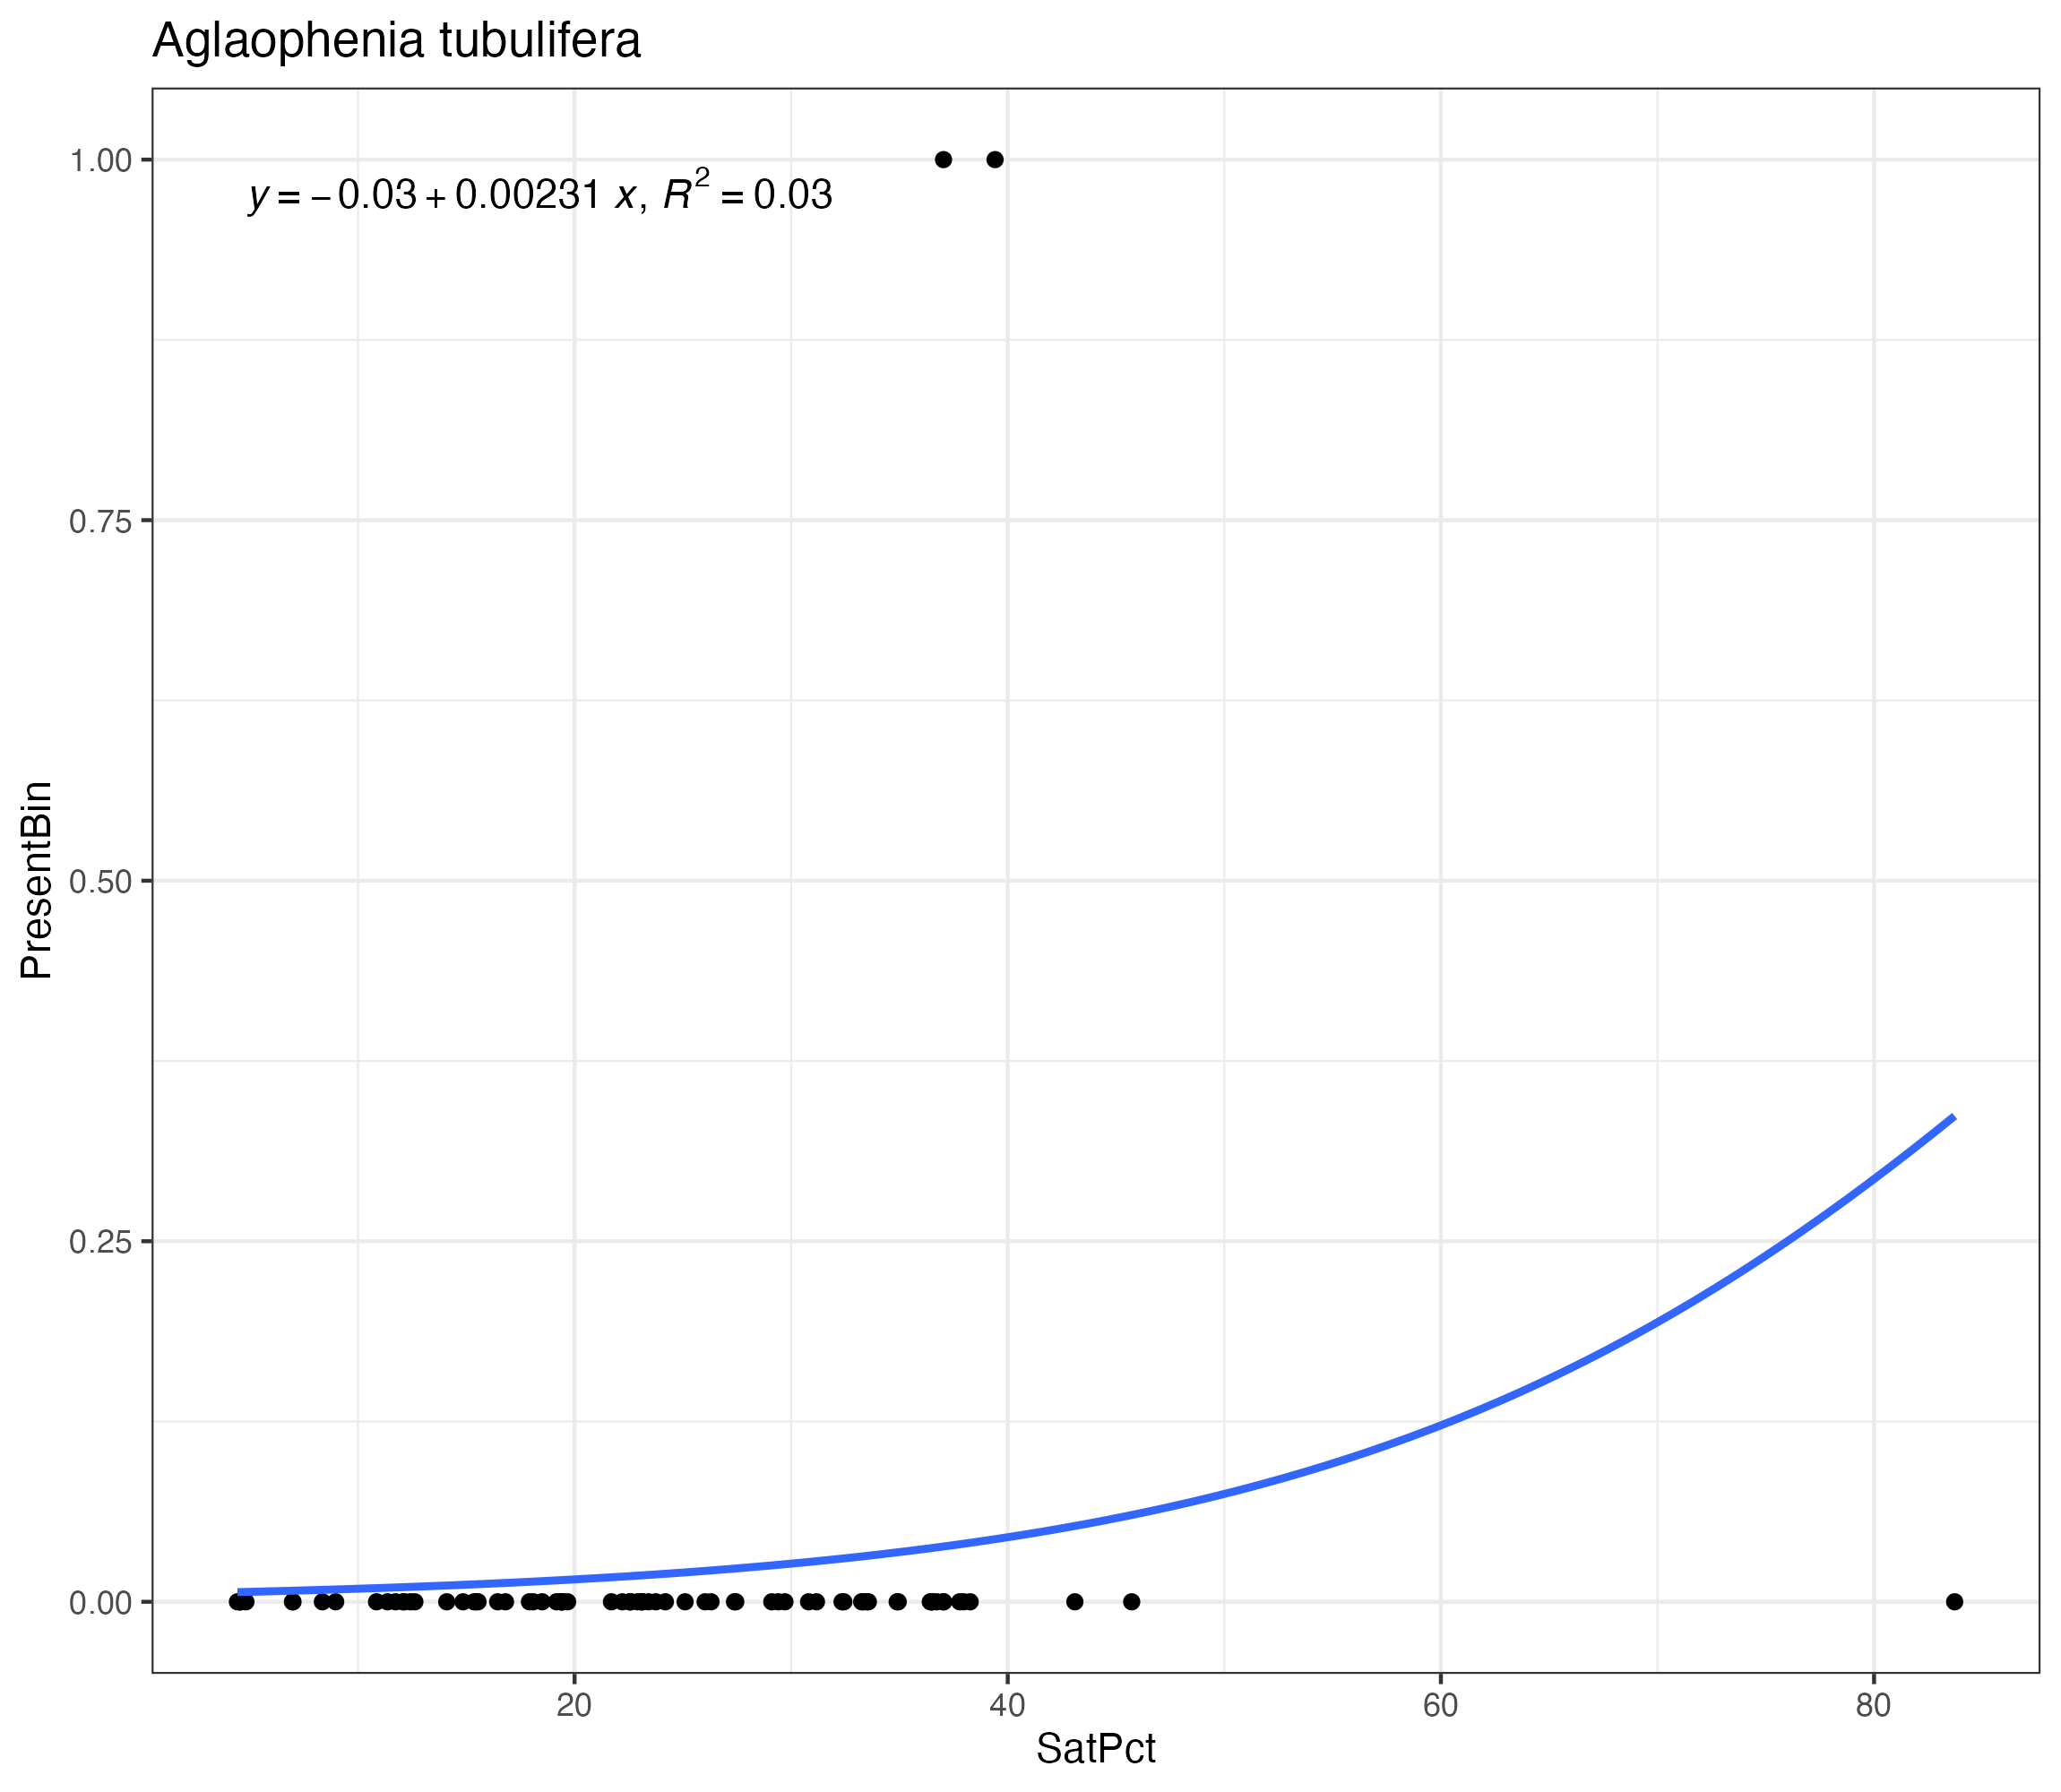 Aglaophenia tubulifera
1.00
y = −0.03 + 0.00231 x, R² = 0.03
0.75
0.50
0.25
0.00
PresentBin
20 40 60 80
SatPct